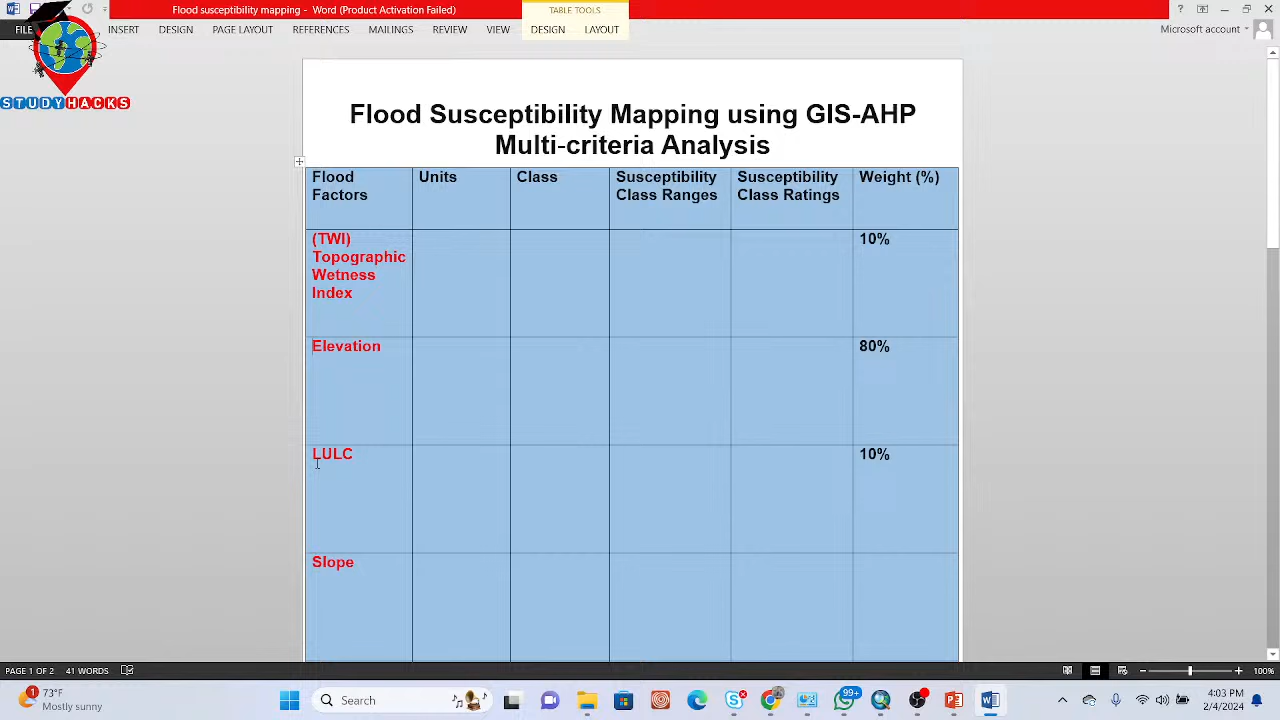 Flood susceptibility mapping - Word (Product Activation Failed)
TABLE TOOLS
FILE
INSERT
DESIGN
PAGE LAYOUT
REFERENCES
MAILINGS
REVIEW
VIEW
DESIGN
LAYOUT
Microsoft account
STUDYHACKS
Flood Susceptibility Mapping using GIS-AHP
Multi-criteria Analysis
Flood
Factors
Units
Class
Susceptibility
Class Ranges
Susceptibility
Class Ratings
Weight (%)
(TWI)
Topographic
Wetness
Index
10%
Elevation
80%
LULC
10%
Slope
PAGE 1 OF 2
41 WORDS
100%
1
73°F
Mostly sunny
Search
99+
4:03 PM
2/4/2024